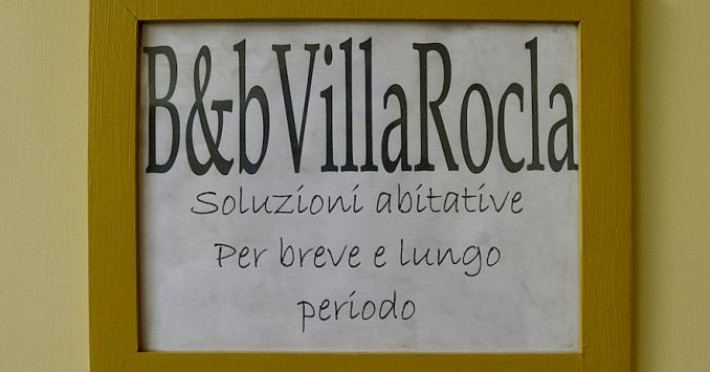 B&bVillaRocla
Soluzioni abitative
Per breve e lungo
periodo